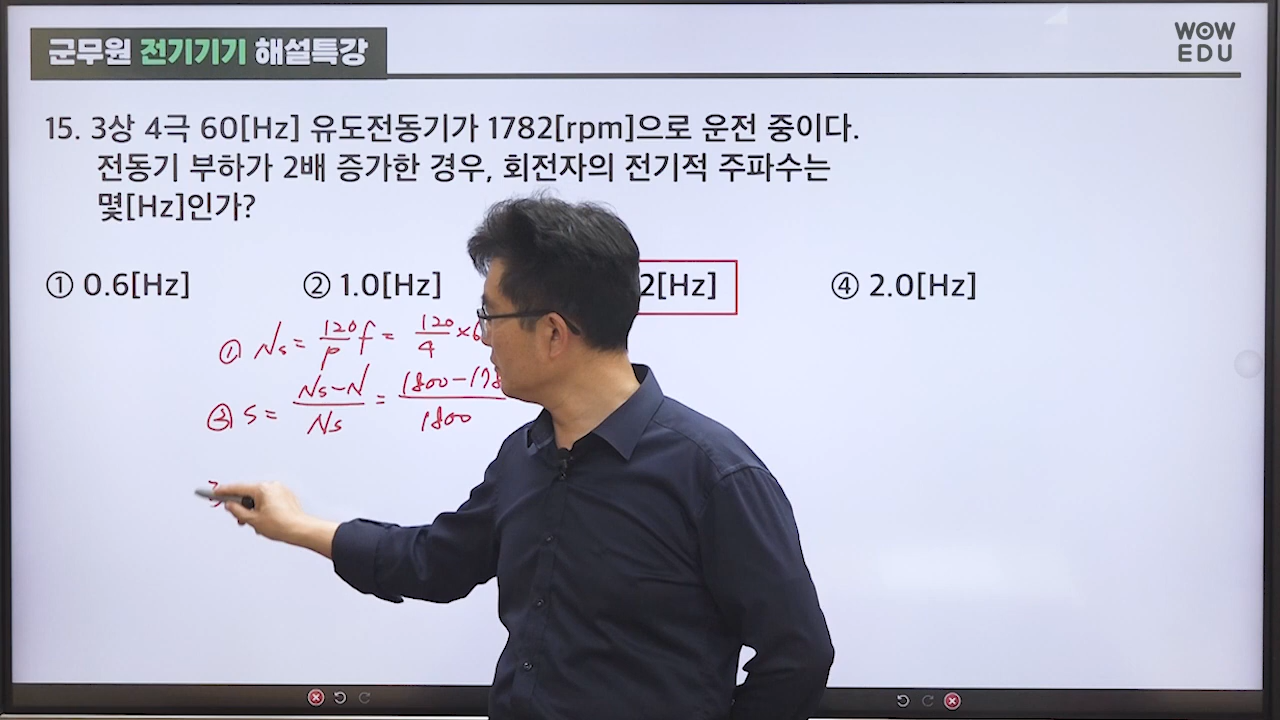 군무원 전기기기 해설특강
WOW
EDU
15. 3상 4극 60[Hz] 유도전동기가 1782[rpm]으로 운전 중이다.
전동기 부하가 2배 증가한 경우, 회전자의 전기적 주파수는
몇[Hz]인가?
① 0.6[Hz] ② 1.0[Hz] 2[Hz] ④ 2.0[Hz]
① Ns = 120/p f = 120/4 ×6
② s = Ns-N/Ns = 1800-178/1800
3